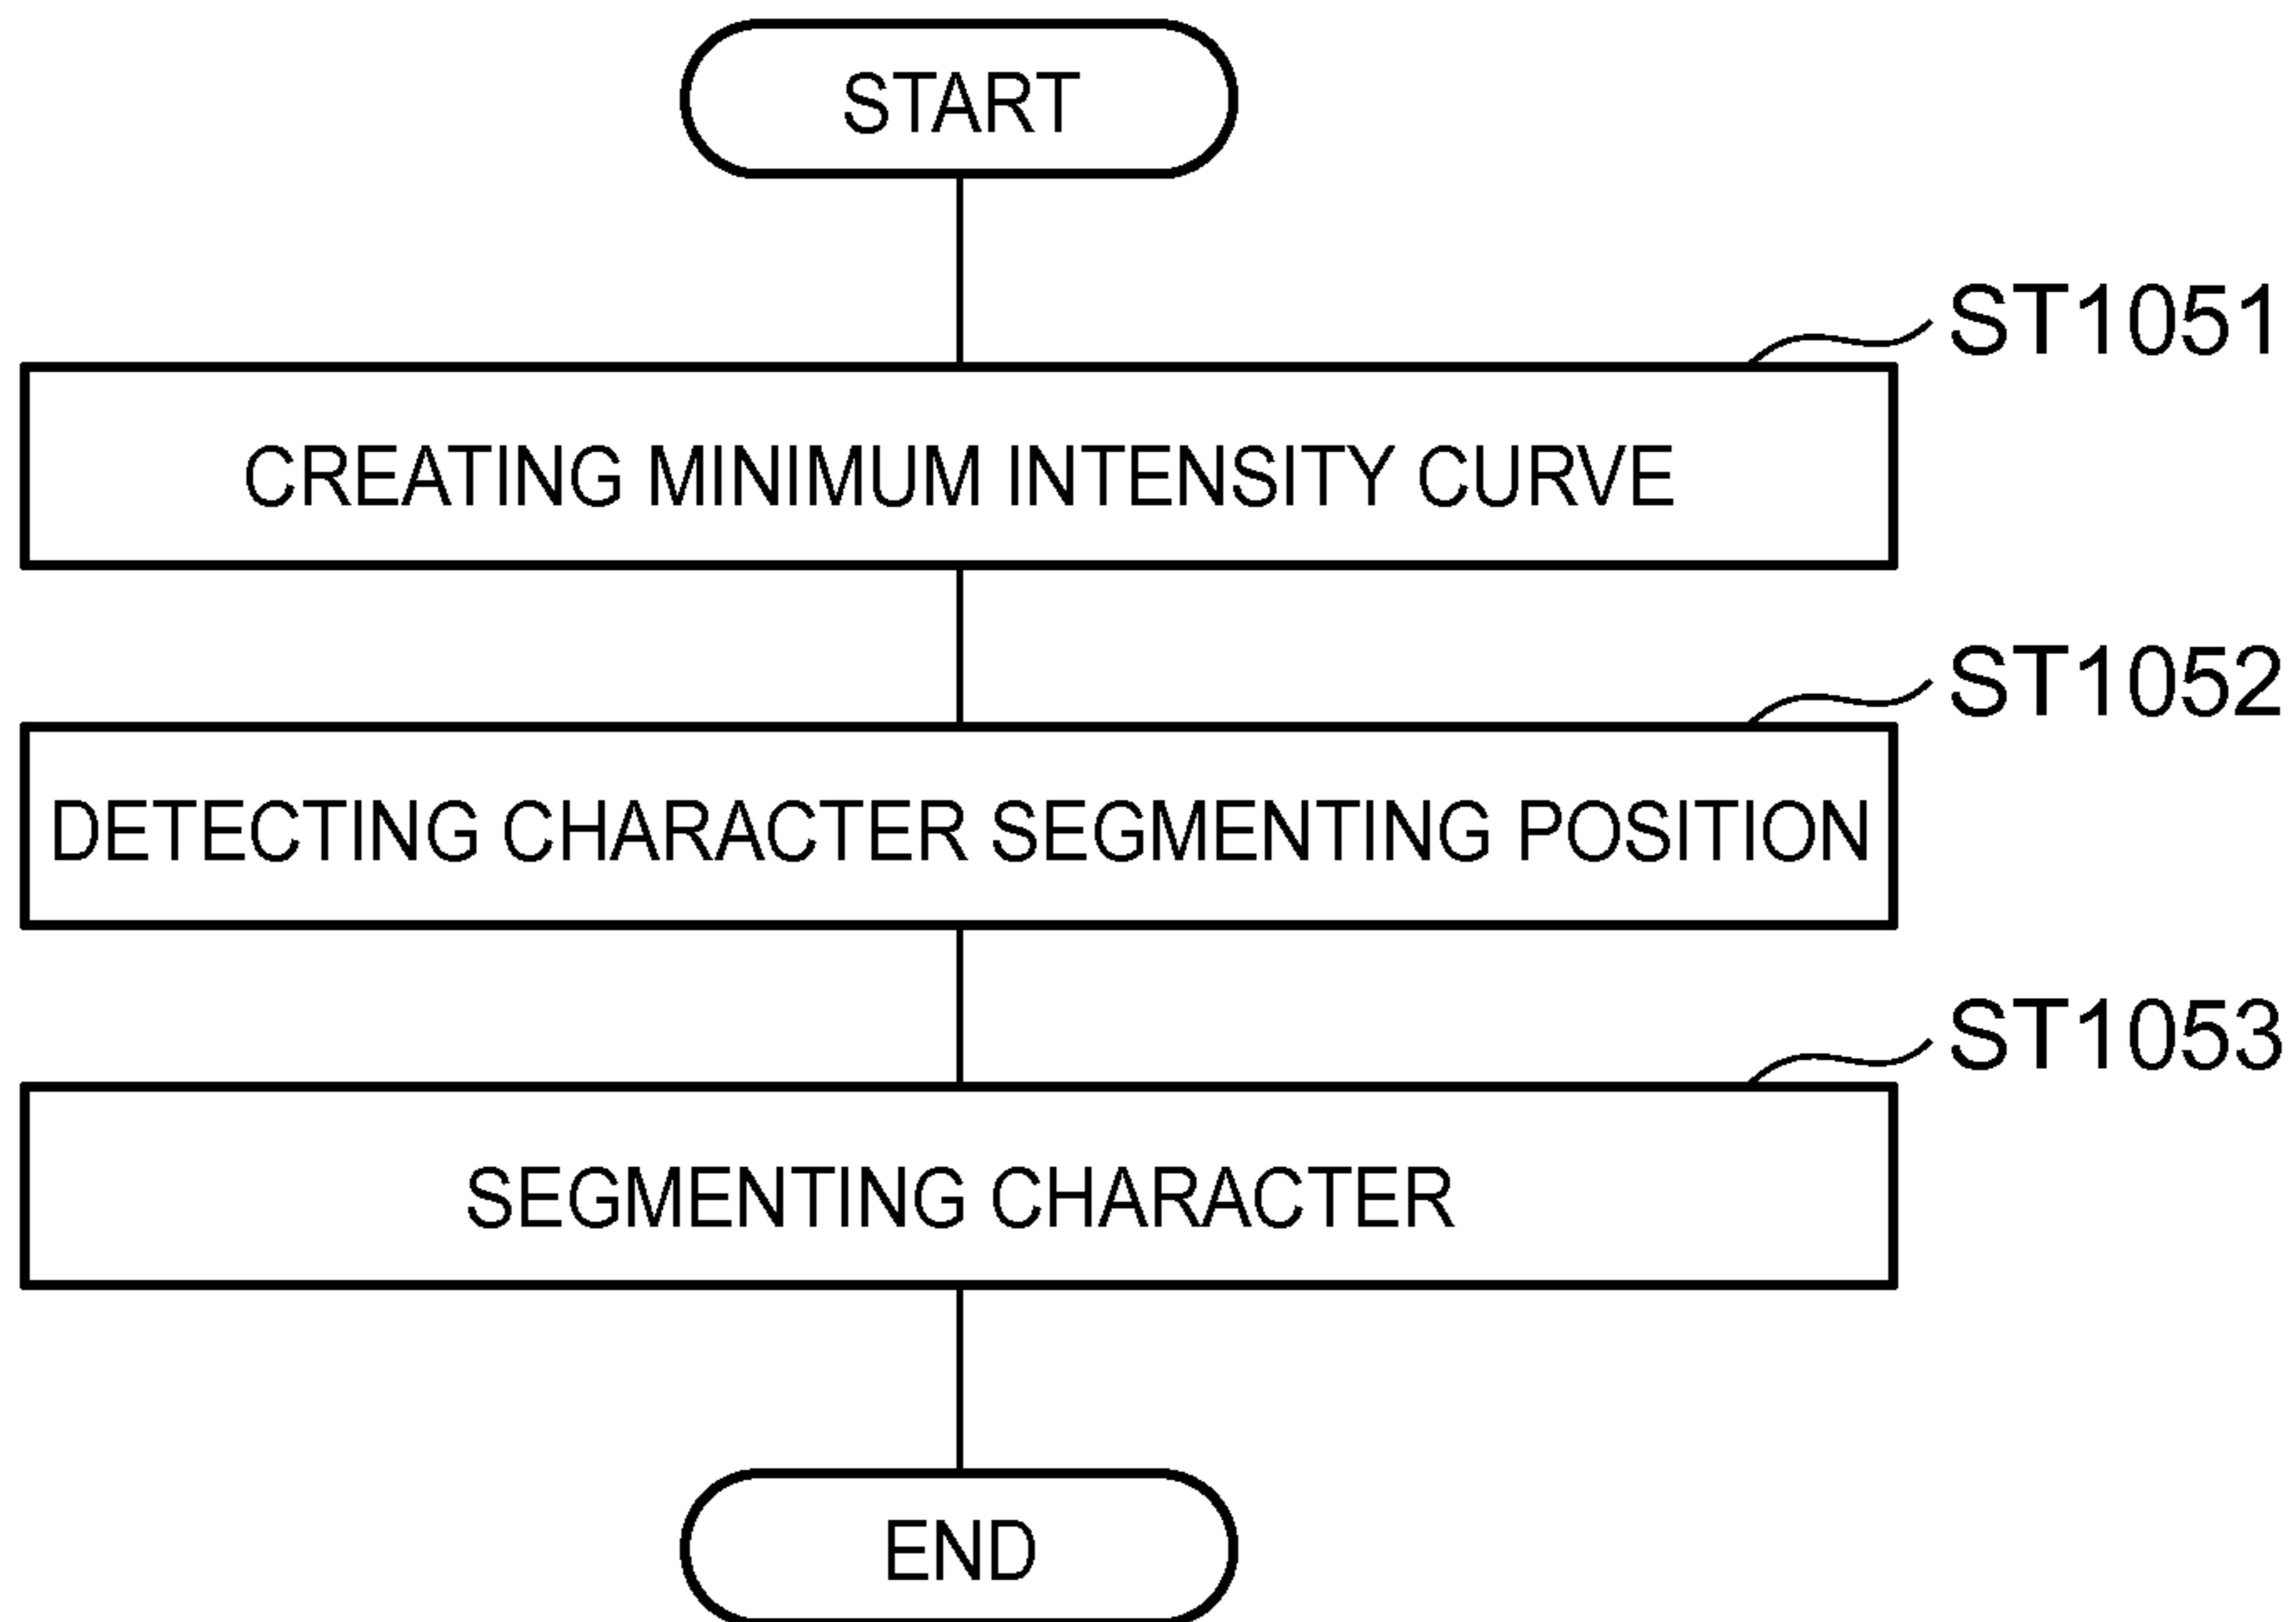 START
ST1051
CREATING MINIMUM INTENSITY CURVE
ST1052
DETECTING CHARACTER SEGMENTING POSITION
ST1053
SEGMENTING CHARACTER
END